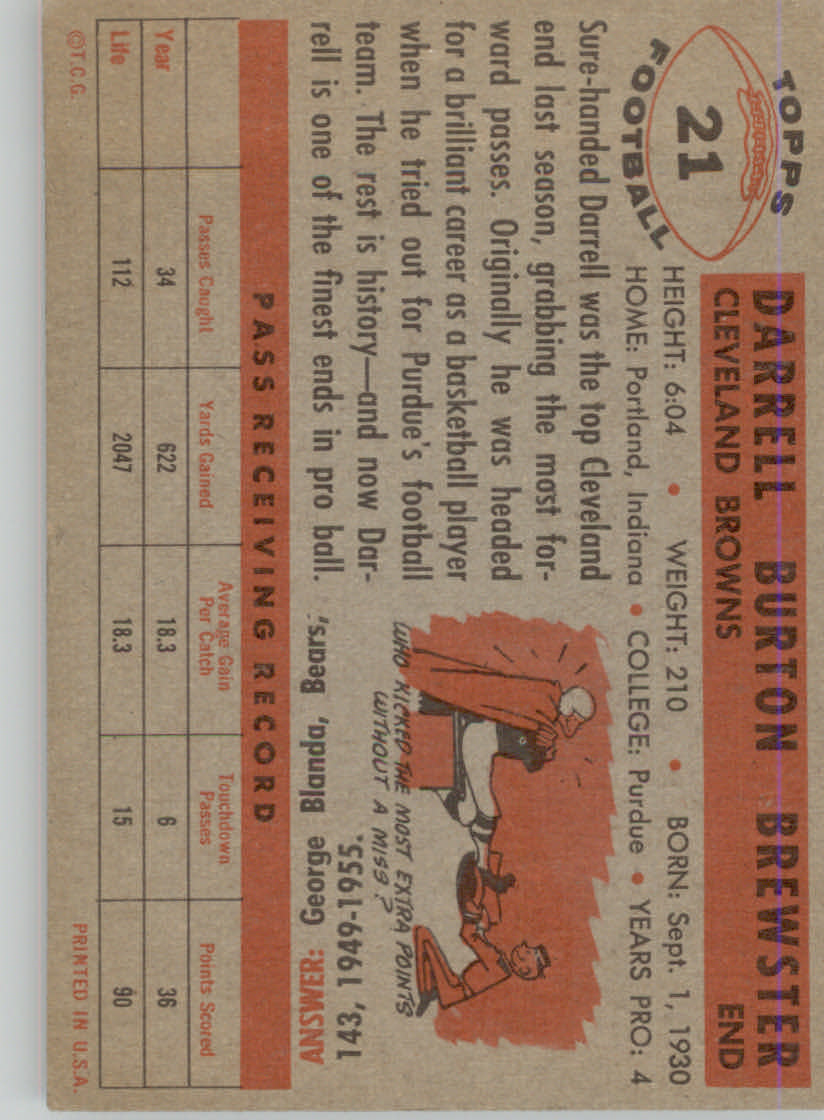 TOPPS
21
FOOTBALL
DARRELL BURTON BREWSTER
CLEVELAND BROWNS END
HEIGHT: 6:04 • WEIGHT: 210 • BORN: Sept. 1, 1930
HOME: Portland, Indiana • COLLEGE: Purdue • YEARS PRO: 4
Sure-handed Darrell was the top Cleveland
end last season, grabbing the most for-
ward passes. Originally he was headed
for a brilliant career as a basketball player
when he tried out for Purdue's football
team. The rest is history—and now Dar-
rell is one of the finest ends in pro ball.
WHO KICKED THE MOST EXTRA POINTS
WITHOUT A MISS?
ANSWER: George Blanda, Bears',
143, 1949-1955.
PASS RECEIVING RECORD
Passes Caught Yards Gained Average Gain Per Catch Touchdown Passes Points Scored
Year 34 622 18.3 6 36
Life 112 2047 18.3 15 90
©T.C.G. PRINTED IN U.S.A.